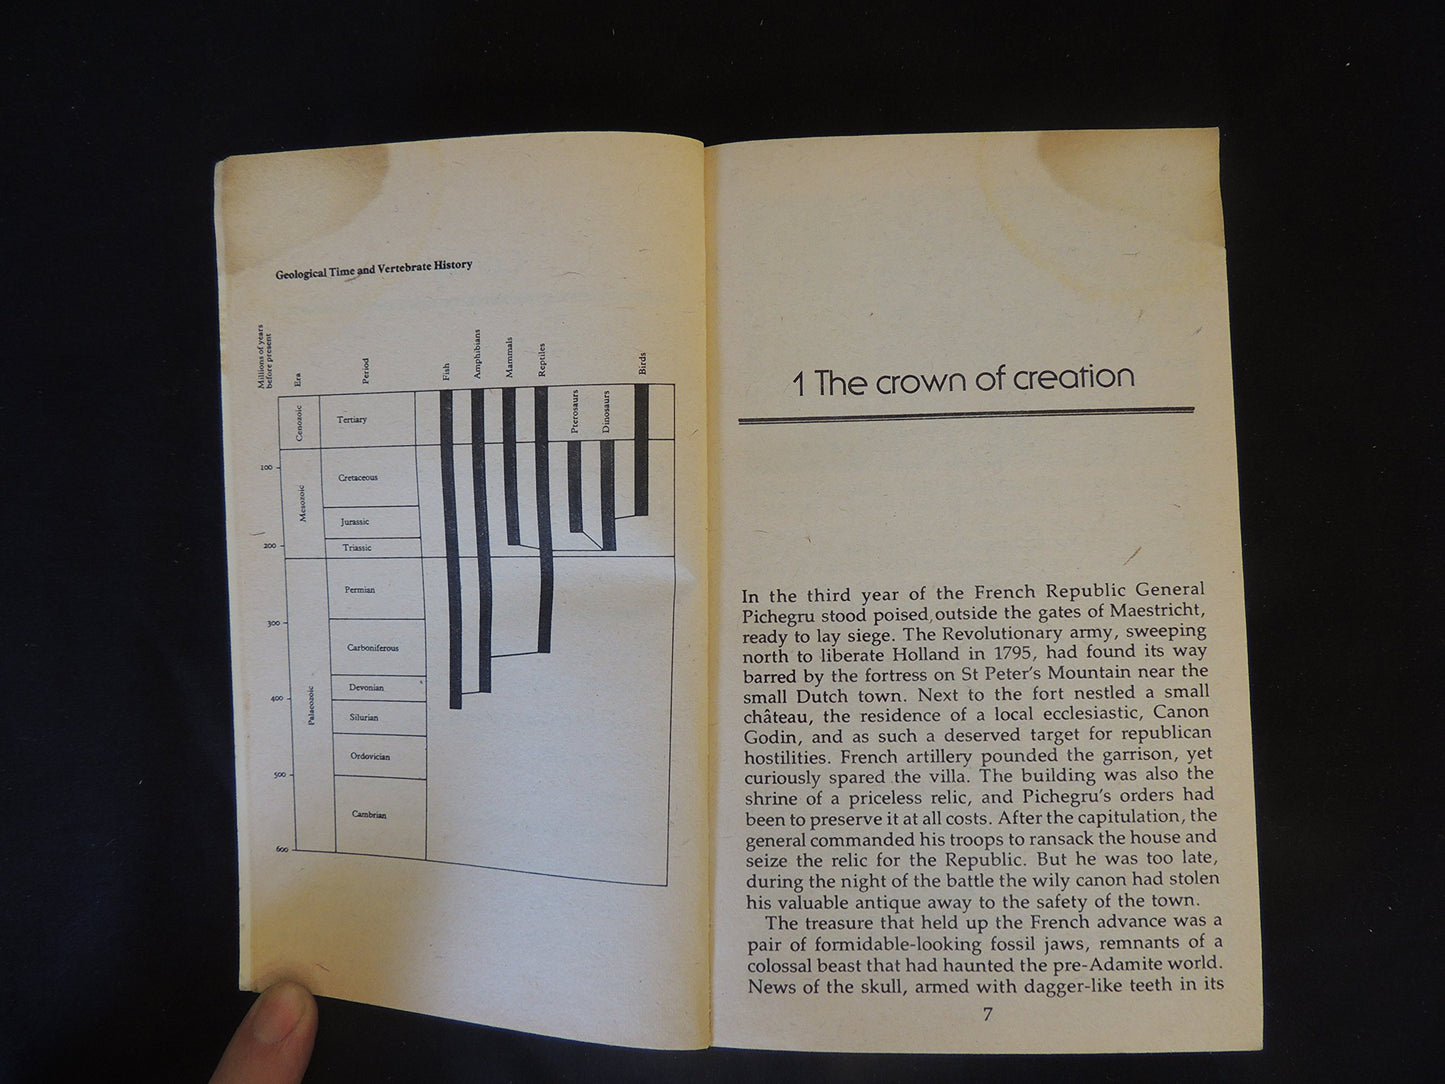 Geological Time and Vertebrate History
Millions of years
before present
Era
Period
Fish
Amphibians
Mammals
Reptiles
Pterosaurs
Dinosaurs
Birds
Cenozoic
Tertiary
100
Mesozoic
Cretaceous
Jurassic
200
Triassic
Permian
300
Carboniferous
Palaeozoic
Devonian
400
Silurian
Ordovician
500
Cambrian
600
1 The crown of creation
In the third year of the French Republic General
Pichegru stood poised outside the gates of Maestricht,
ready to lay siege. The Revolutionary army, sweeping
north to liberate Holland in 1795, had found its way
barred by the fortress on St Peter's Mountain near the
small Dutch town. Next to the fort nestled a small
château, the residence of a local ecclesiastic, Canon
Godin, and as such a deserved target for republican
hostilities. French artillery pounded the garrison, yet
curiously spared the villa. The building was also the
shrine of a priceless relic, and Pichegru's orders had
been to preserve it at all costs. After the capitulation, the
general commanded his troops to ransack the house and
seize the relic for the Republic. But he was too late,
during the night of the battle the wily canon had stolen
his valuable antique away to the safety of the town.
The treasure that held up the French advance was a
pair of formidable-looking fossil jaws, remnants of a
colossal beast that had haunted the pre-Adamite world.
News of the skull, armed with dagger-like teeth in its
7